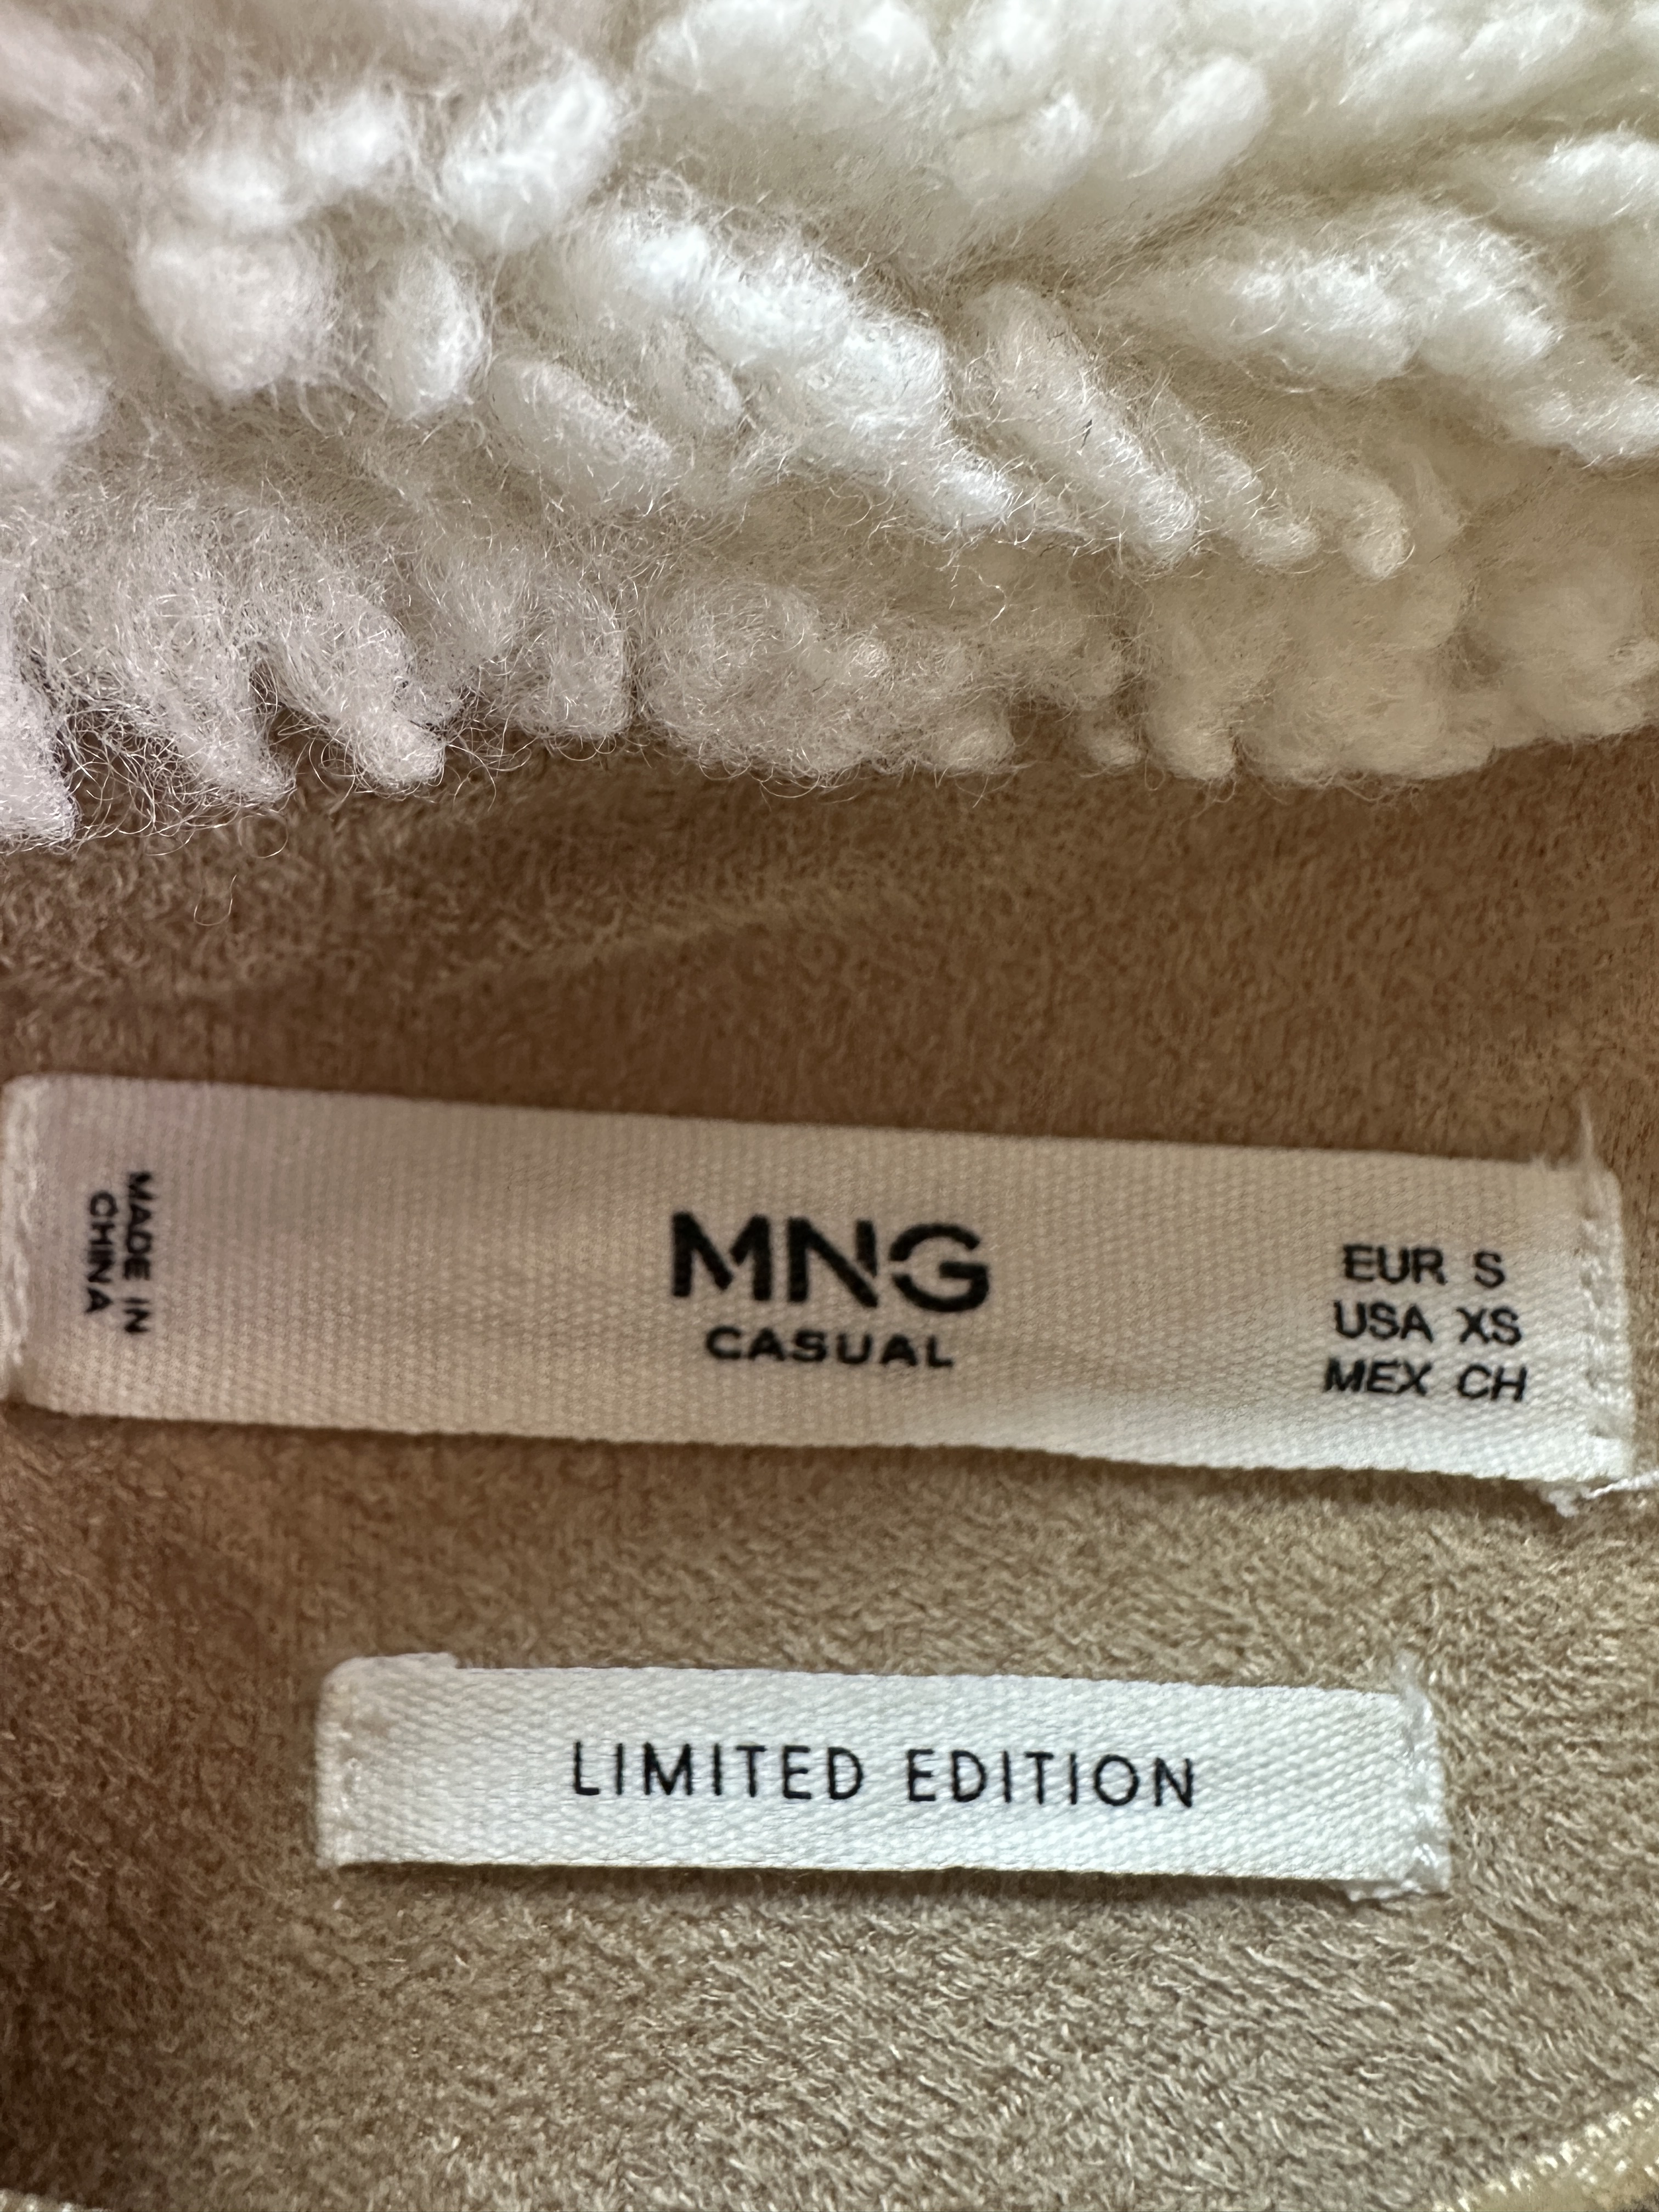 MADE IN
CHINA
MNG
CASUAL
EUR S
USA XS
MEX CH
LIMITED EDITION